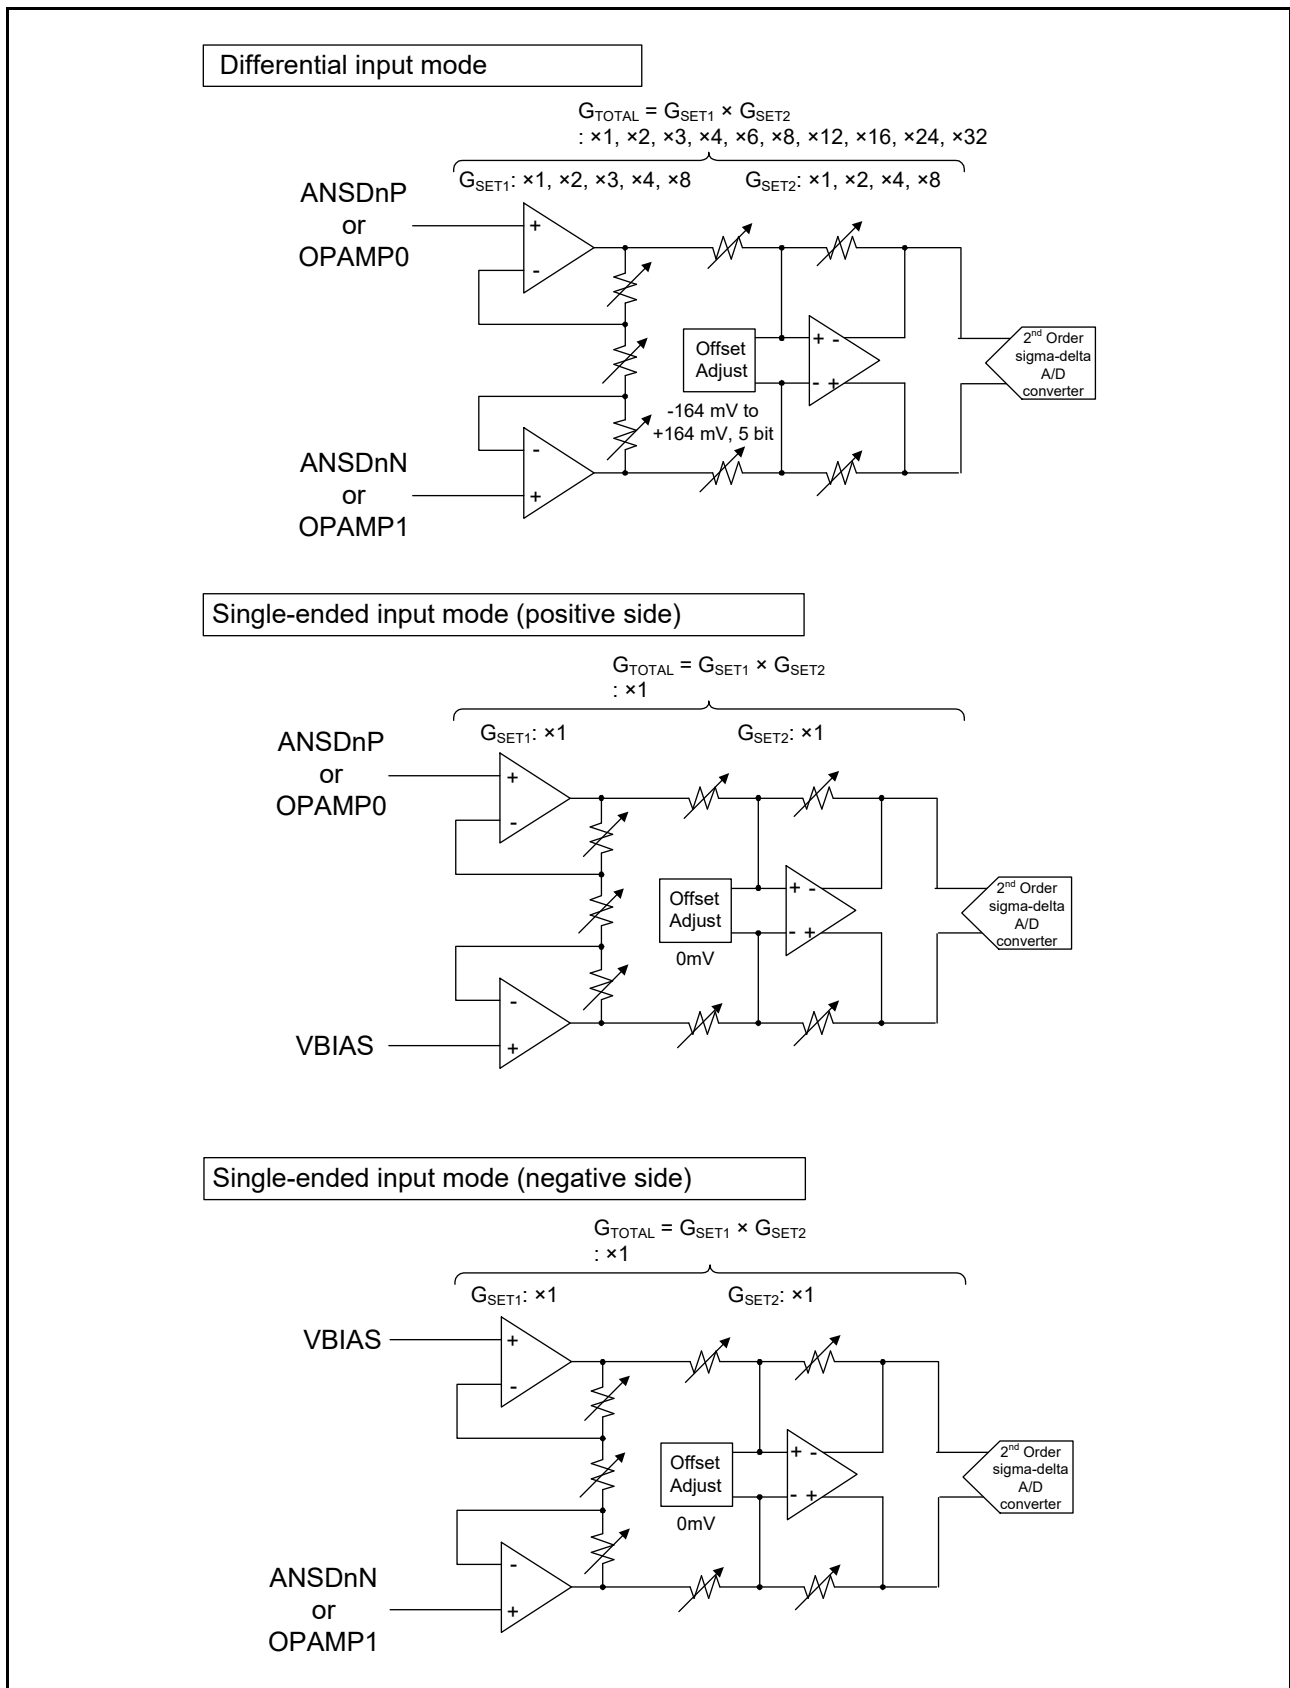 Differential input mode
GTOTAL = GSET1 × GSET2
: ×1, ×2, ×3, ×4, ×6, ×8, ×12, ×16, ×24, ×32
GSET1: ×1, ×2, ×3, ×4, ×8
GSET2: ×1, ×2, ×4, ×8
ANSDnP
or
OPAMP0
+
-
Offset
Adjust
+ -
- +
-164 mV to
+164 mV, 5 bit
2nd Order
sigma-delta
A/D
converter
ANSDnN
or
OPAMP1
-
+
Single-ended input mode (positive side)
GTOTAL = GSET1 × GSET2
: ×1
GSET1: ×1
GSET2: ×1
ANSDnP
or
OPAMP0
+
-
Offset
Adjust
+ -
- +
0mV
2nd Order
sigma-delta
A/D
converter
VBIAS
-
+
Single-ended input mode (negative side)
GTOTAL = GSET1 × GSET2
: ×1
GSET1: ×1
GSET2: ×1
VBIAS
+
-
Offset
Adjust
+ -
- +
0mV
2nd Order
sigma-delta
A/D
converter
ANSDnN
or
OPAMP1
-
+